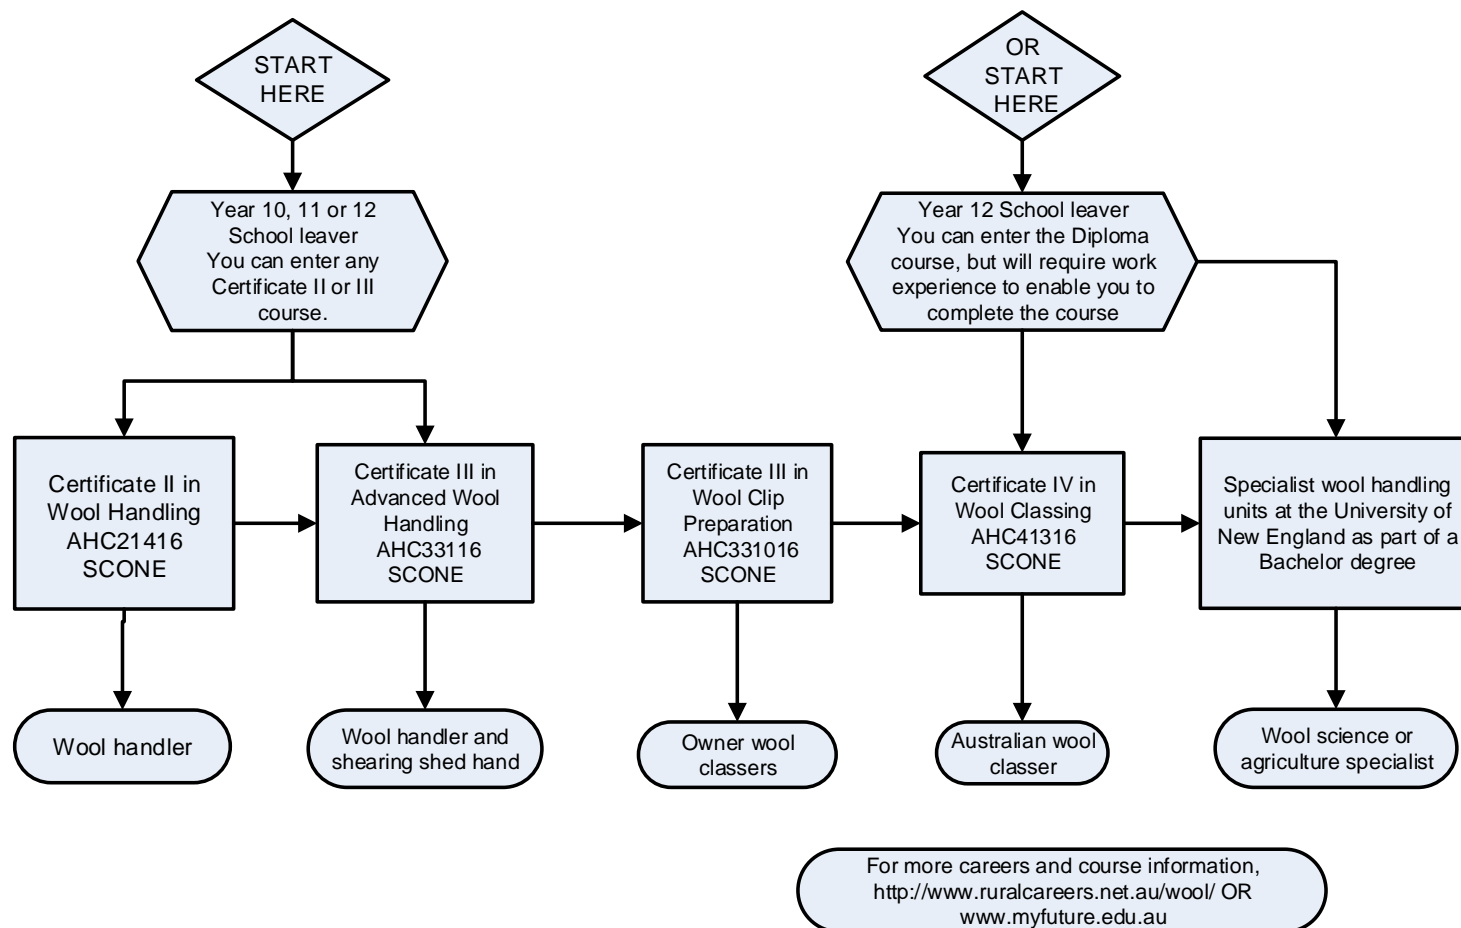 START
HERE
OR
START
HERE
Year 10, 11 or 12
School leaver
You can enter any
Certificate II or III
course.
Year 12 School leaver
You can enter the Diploma
course, but will require work
experience to enable you to
complete the course
Certificate II in
Wool Handling
AHC21416
SCONE
Certificate III in
Advanced Wool
Handling
AHC33116
SCONE
Certificate III in
Wool Clip
Preparation
AHC331016
SCONE
Certificate IV in
Wool Classing
AHC41316
SCONE
Specialist wool handling
units at the University of
New England as part of a
Bachelor degree
Wool handler
Wool handler and
shearing shed hand
Owner wool
classers
Australian wool
classer
Wool science or
agriculture specialist
For more careers and course information,
http://www.ruralcareers.net.au/wool/ OR
www.myfuture.edu.au